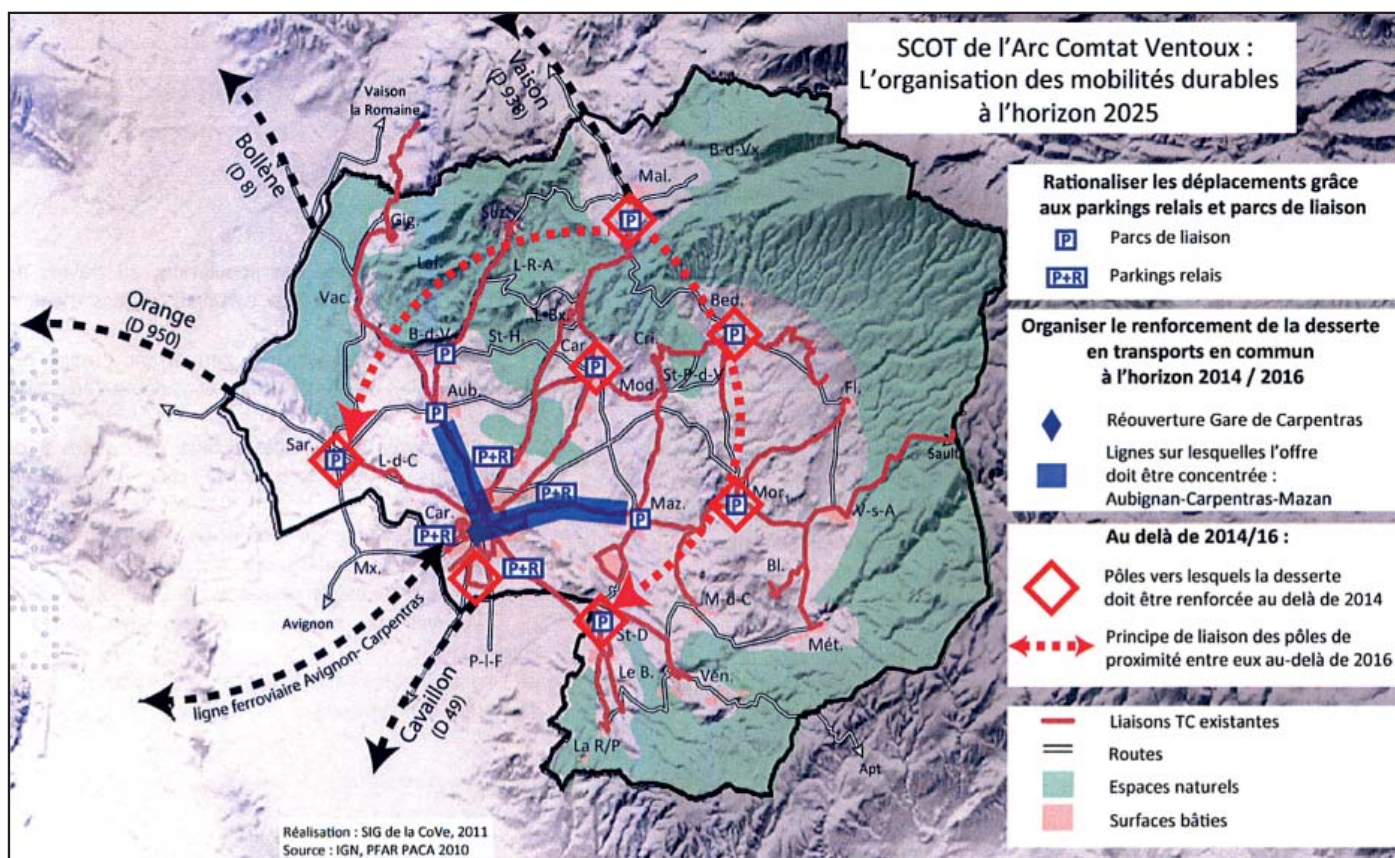 SCOT de l'Arc Comtat Ventoux :
L'organisation des mobilités durables
à l'horizon 2025
Vaison
(D 938)
Vaison
la Romaine
Bollène
(D 8)
Orange
(D 950)
B-d-Vx.
Mal.
P
Gig.
Suz.
Laf.
L-R-A
Vac.
L-Bx.
Bed.
P
B-d-V
P
St-H.
Car
P
Cri.
Mod.
St-P-d-V
Fl.
Aub.
P
Sar.
P
L-d-C
P+R
P+R
Sault
Car.
P+R
Maz.
P
Mor.
P
V-s-A
Mx.
P+R
Bl.
M-d-C
Avignon
P
St-D
Mét.
P-l-F
Le B.
Vén.
ligne ferroviaire Avignon-Carpentras
Cavaillon
(D 49)
La R/P
Apt
Réalisation : SIG de la CoVe, 2011
Source : IGN, PFAR PACA 2010
Rationaliser les déplacements grâce
aux parkings relais et parcs de liaison
P Parcs de liaison
P+R Parkings relais
Organiser le renforcement de la desserte
en transports en commun
à l'horizon 2014 / 2016
Réouverture Gare de Carpentras
Lignes sur lesquelles l'offre
doit être concentrée :
Aubignan-Carpentras-Mazan
Au delà de 2014/16 :
Pôles vers lesquels la desserte
doit être renforcée au delà de 2014
Principe de liaison des pôles de
proximité entre eux au-delà de 2016
Liaisons TC existantes
Routes
Espaces naturels
Surfaces bâties